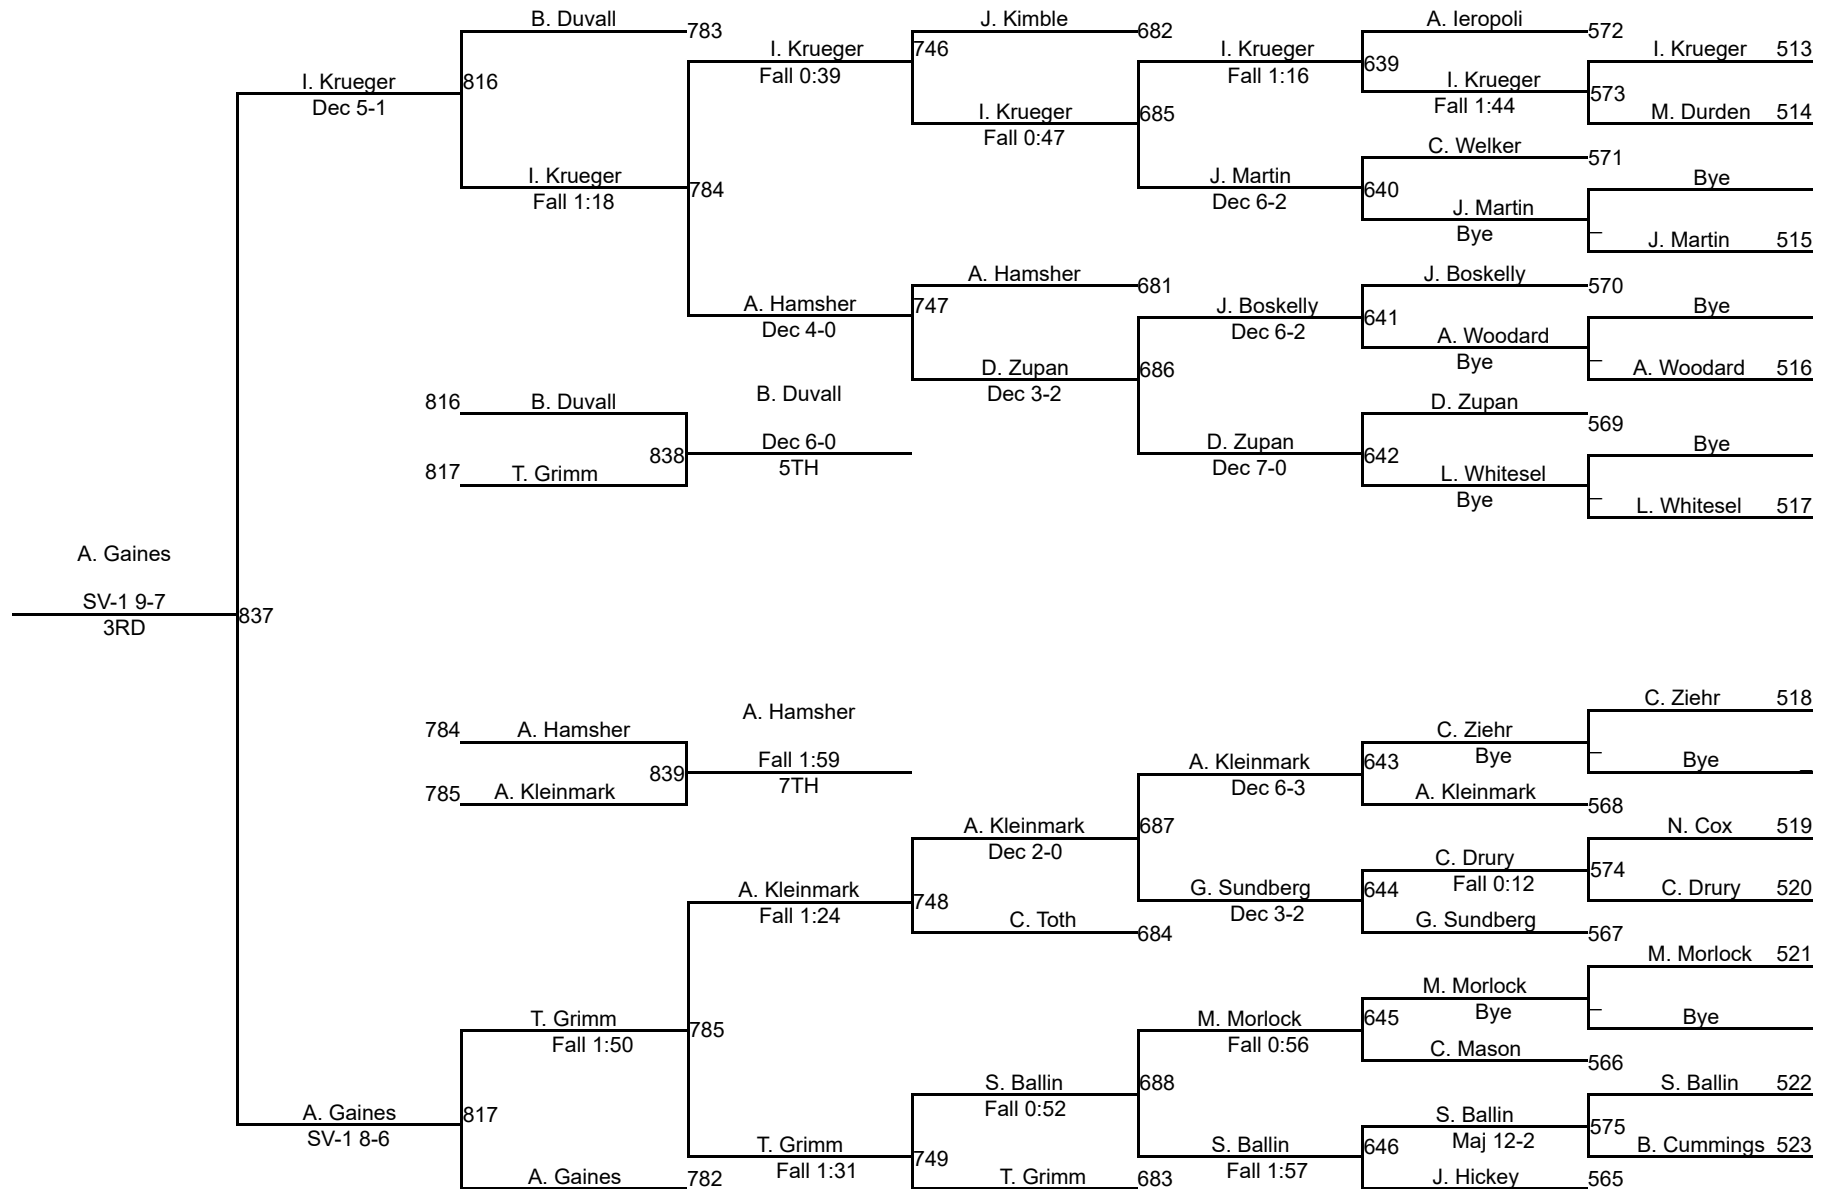 B. Duvall
783
J. Kimble
682
A. Ieropoli
572
I. Krueger
Fall 0:39
746
I. Krueger
Fall 1:16
639
I. Krueger 513
I. Krueger
Dec 5-1
816
I. Krueger
Fall 1:44
573
I. Krueger
Fall 0:47
685
M. Durden 514
C. Welker
571
I. Krueger
Fall 1:18
784
J. Martin
Dec 6-2
640
Bye
J. Martin
Bye
J. Martin 515
A. Hamsher
681
J. Boskelly
570
A. Hamsher
Dec 4-0
747
J. Boskelly
Dec 6-2
641
Bye
A. Woodard
Bye
D. Zupan
Dec 3-2
686
A. Woodard 516
816
B. Duvall
B. Duvall
D. Zupan
569
Dec 6-0
5TH
838
D. Zupan
Dec 7-0
642
Bye
817
T. Grimm
L. Whitesel
Bye
L. Whitesel 517
A. Gaines
SV-1 9-7
3RD
837
C. Ziehr 518
784
A. Hamsher
A. Hamsher
C. Ziehr
Bye
Fall 1:59
7TH
839
A. Kleinmark
Dec 6-3
643
Bye
785
A. Kleinmark
A. Kleinmark
568
A. Kleinmark
Dec 2-0
687
N. Cox 519
C. Drury
Fall 0:12
574
A. Kleinmark
Fall 1:24
748
G. Sundberg
Dec 3-2
644
C. Drury 520
C. Toth
684
G. Sundberg
567
M. Morlock 521
M. Morlock
Bye
T. Grimm
Fall 1:50
785
M. Morlock
Fall 0:56
645
Bye
C. Mason
566
S. Ballin
Fall 0:52
688
S. Ballin 522
A. Gaines
SV-1 8-6
817
S. Ballin
Maj 12-2
575
T. Grimm
Fall 1:31
749
S. Ballin
Fall 1:57
646
B. Cummings 523
A. Gaines
782
T. Grimm
683
J. Hickey
565